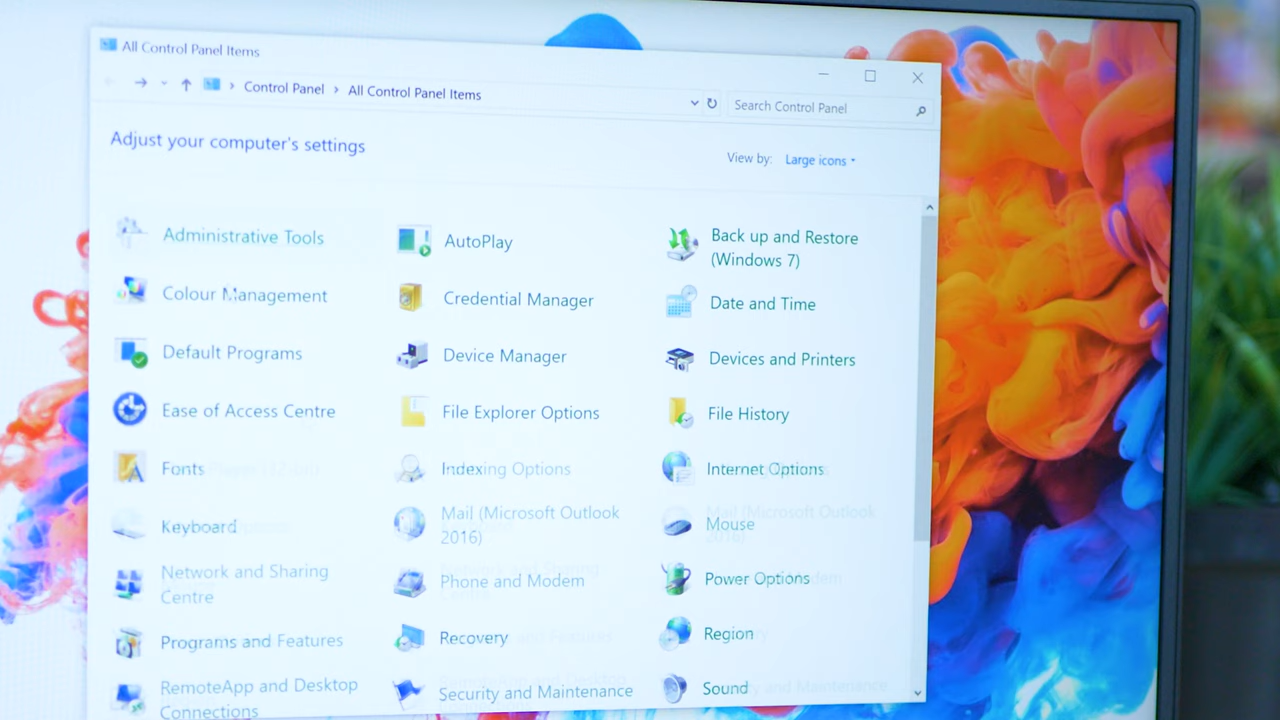 All Control Panel Items
Control Panel > All Control Panel Items
Search Control Panel
Adjust your computer's settings
View by: Large icons
Administrative Tools
AutoPlay
Back up and Restore
(Windows 7)
Colour Management
Credential Manager
Date and Time
Default Programs
Device Manager
Devices and Printers
Ease of Access Centre
File Explorer Options
File History
Fonts
Indexing Options
Internet Options
Keyboard
Mail (Microsoft Outlook
2016)
Mouse
Network and Sharing
Centre
Phone and Modem
Power Options
Programs and Features
Recovery
Region
RemoteApp and Desktop
Connections
Security and Maintenance
Sound